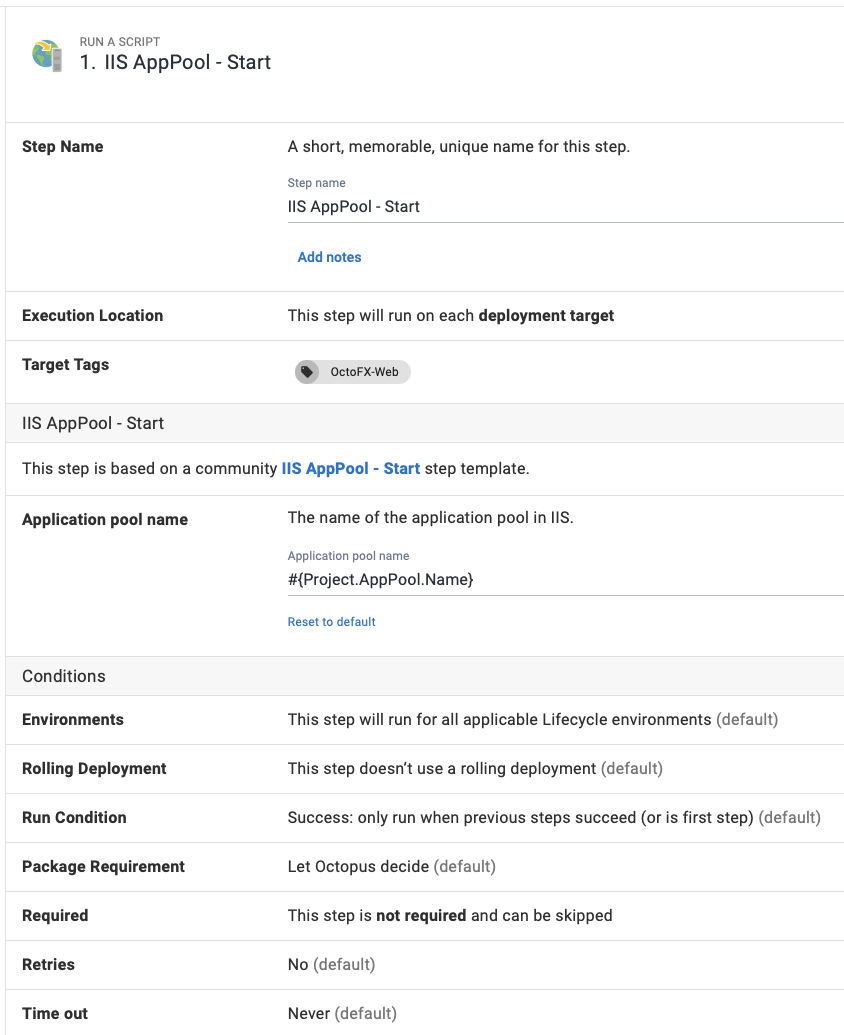 RUN A SCRIPT
1. IIS AppPool - Start
Step Name
A short, memorable, unique name for this step.
Step name
IIS AppPool - Start
Add notes
Execution Location
This step will run on each deployment target
Target Tags
OctoFX-Web
IIS AppPool - Start
This step is based on a community IIS AppPool - Start step template.
Application pool name
The name of the application pool in IIS.
Application pool name
#{Project.AppPool.Name}
Reset to default
Conditions
Environments
This step will run for all applicable Lifecycle environments (default)
Rolling Deployment
This step doesn’t use a rolling deployment (default)
Run Condition
Success: only run when previous steps succeed (or is first step) (default)
Package Requirement
Let Octopus decide (default)
Required
This step is not required and can be skipped
Retries
No (default)
Time out
Never (default)